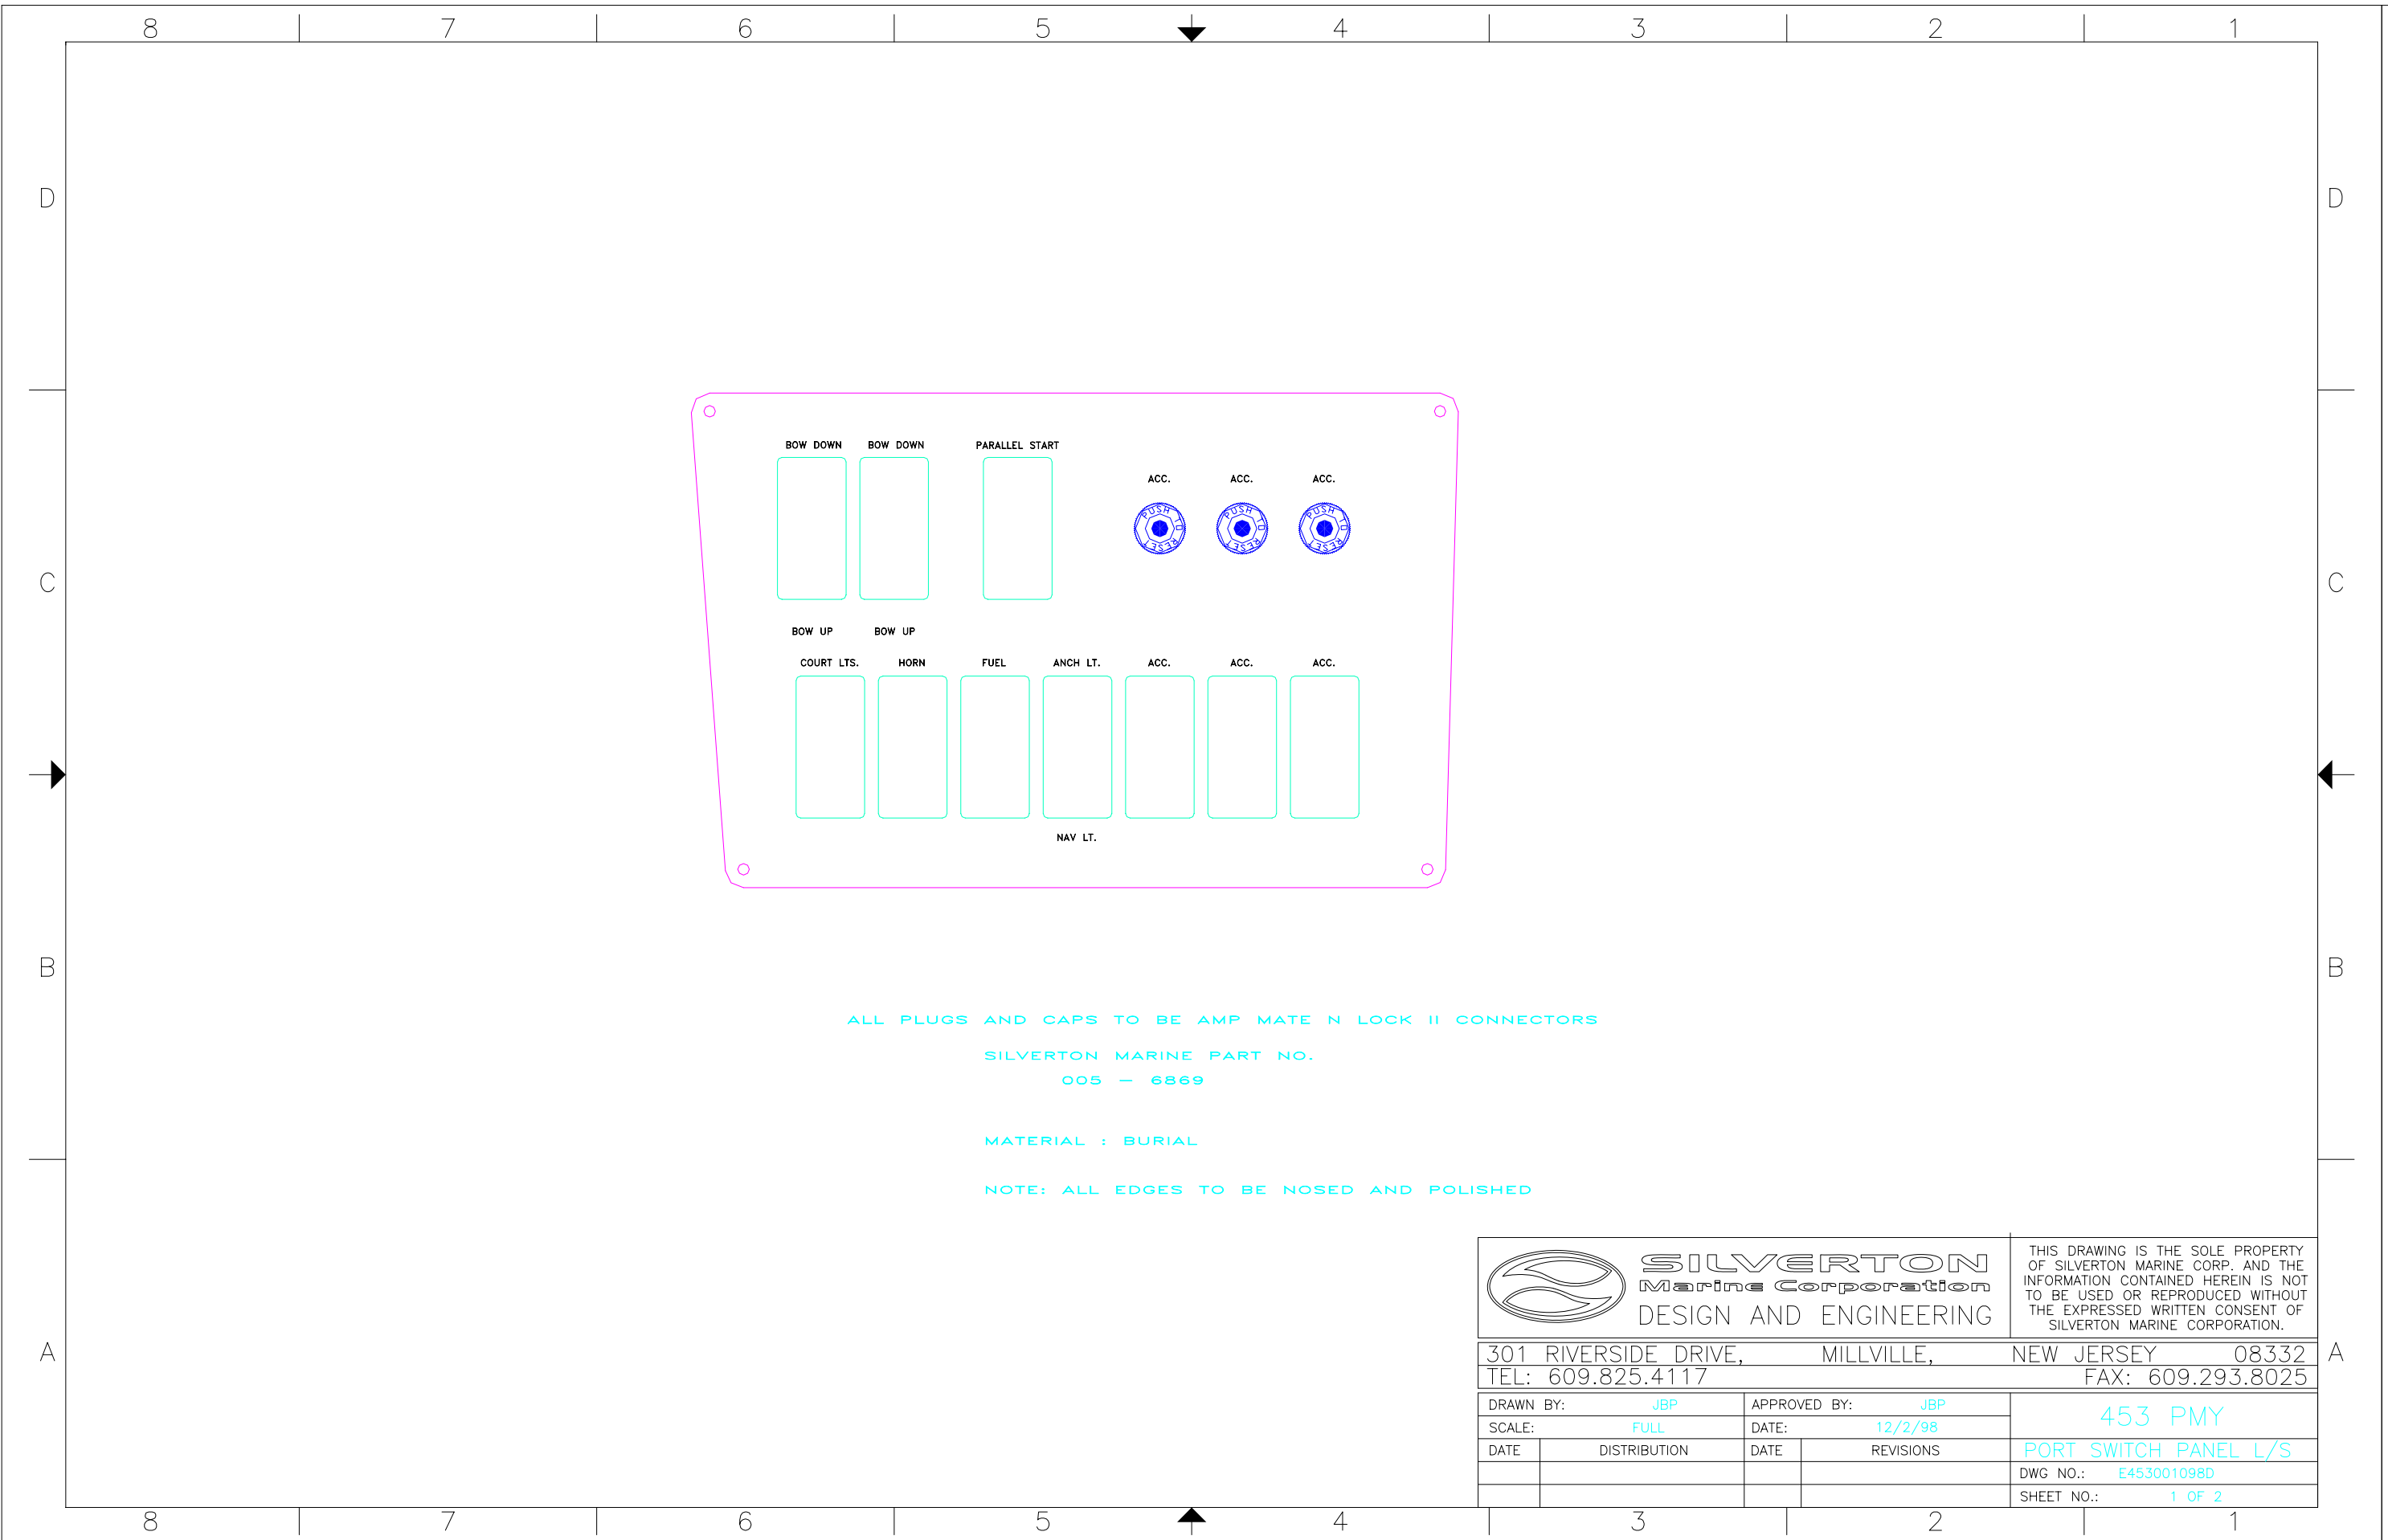 8 7 6 5 4 3 2 1
D D
BOW DOWN BOW DOWN PARALLEL START
ACC. ACC. ACC.
PUSH TO RESET PUSH TO RESET PUSH TO RESET
C C
BOW UP BOW UP
COURT LTS. HORN FUEL ANCH LT. ACC. ACC. ACC.
NAV LT.
B B
ALL PLUGS AND CAPS TO BE AMP MATE N LOCK II CONNECTORS
SILVERTON MARINE PART NO.
005 - 6869
MATERIAL : BURIAL
NOTE: ALL EDGES TO BE NOSED AND POLISHED
SILVERTON
Marine Corporation
DESIGN AND ENGINEERING
THIS DRAWING IS THE SOLE PROPERTY
OF SILVERTON MARINE CORP. AND THE
INFORMATION CONTAINED HEREIN IS NOT
TO BE USED OR REPRODUCED WITHOUT
THE EXPRESSED WRITTEN CONSENT OF
SILVERTON MARINE CORPORATION.
A A
301 RIVERSIDE DRIVE, MILLVILLE, NEW JERSEY 08332
TEL: 609.825.4117 FAX: 609.293.8025
DRAWN BY: JBP APPROVED BY: JBP
453 PMY
SCALE: FULL DATE: 12/2/98
DATE DISTRIBUTION DATE REVISIONS
PORT SWITCH PANEL L/S
DWG NO.: E453001098D
SHEET NO.: 1 OF 2
8 7 6 5 4 3 2 1